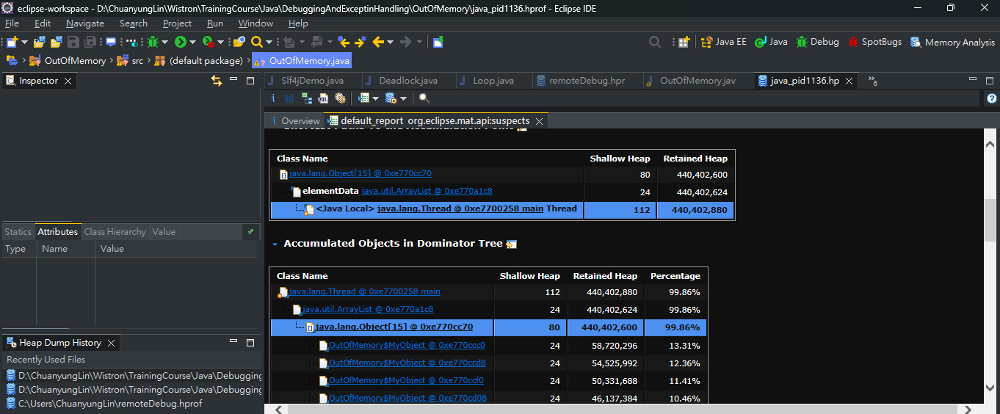 eclipse-workspace - D:\ChuanyungLin\Wistron\TrainingCourse\Java\DebuggingAndExceptinHandling\OutOfMemory\java_pid1136.hprof - Eclipse IDE
File Edit Navigate Search Project Run Window Help
Java EE Java Debug SpotBugs Memory Analysis
OutOfMemory src (default package) OutOfMemory.java
Inspector
Slf4jDemo.java Deadlock.java Loop.java remoteDebug.hpr OutOfMemory.jav java_pid1136.hp 6
Overview default_report org.eclipse.mat.api:suspects
Class Name Shallow Heap Retained Heap
java.lang.Object[15] @ 0xe770cc70 80 440,402,600
elementData java.util.ArrayList @ 0xe770a1c8 24 440,402,624
<Java Local> java.lang.Thread @ 0xe7700258 main Thread 112 440,402,880
Accumulated Objects in Dominator Tree
Class Name Shallow Heap Retained Heap Percentage
java.lang.Thread @ 0xe7700258 main 112 440,402,880 99.86%
java.util.ArrayList @ 0xe770a1c8 24 440,402,624 99.86%
java.lang.Object[15] @ 0xe770cc70 80 440,402,600 99.86%
OutOfMemory$MyObject @ 0xe770ccc0 24 58,720,296 13.31%
OutOfMemory$MyObject @ 0xe770ccd8 24 54,525,992 12.36%
OutOfMemory$MyObject @ 0xe770ccf0 24 50,331,688 11.41%
OutOfMemory$MyObject @ 0xe770cd08 24 46,137,384 10.46%
Statics Attributes Class Hierarchy Value
Type Name Value
Heap Dump History
Recently Used Files
D:\ChuanyungLin\Wistron\TrainingCourse\Java\Debugging
D:\ChuanyungLin\Wistron\TrainingCourse\Java\Debugging
C:\Users\ChuanyungLin\remoteDebug.hprof